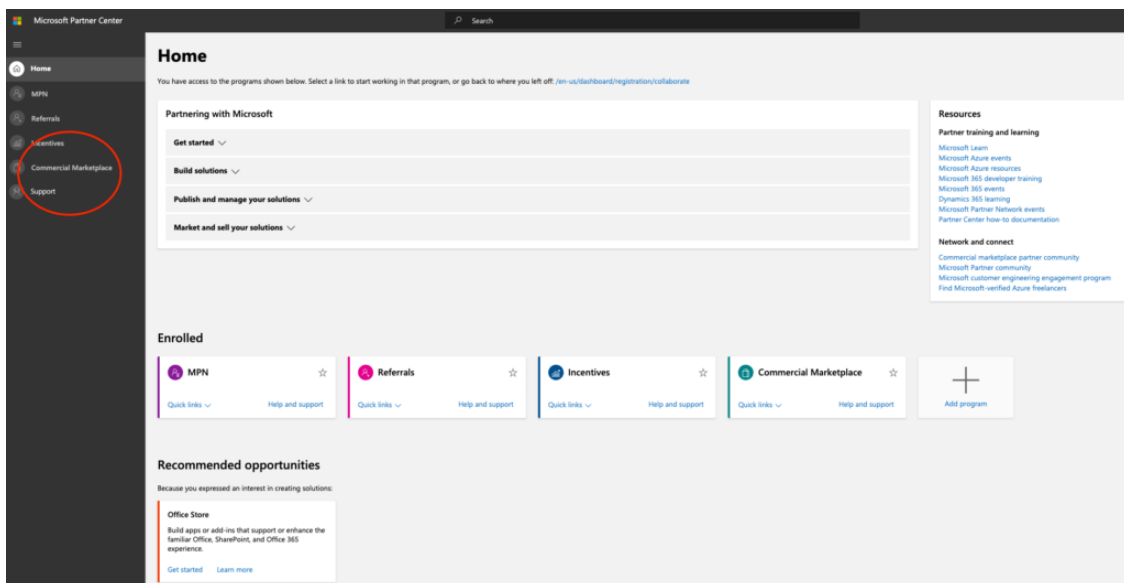 Microsoft Partner Center
Search
Home
MPN
Referrals
Incentives
Commercial Marketplace
Support
Home
You have access to the programs shown below. Select a link to start working in that program, or go back to where you left off: /en-us/dashboard/registration/collaborate
Partnering with Microsoft
Get started
Build solutions
Publish and manage your solutions
Market and sell your solutions
Resources
Partner training and learning
Microsoft Learn
Microsoft Azure events
Microsoft Azure resources
Microsoft 365 developer training
Microsoft 365 events
Dynamics 365 learning
Microsoft Partner Network events
Partner Center how-to documentation
Network and connect
Commercial marketplace partner community
Microsoft Partner community
Microsoft customer engineering engagement program
Find Microsoft-verified Azure freelancers
Enrolled
MPN
Quick links Help and support
Referrals
Quick links Help and support
Incentives
Quick links Help and support
Commercial Marketplace
Quick links Help and support
Add program
Recommended opportunities
Because you expressed an interest in creating solutions:
Office Store
Build apps or add-ins that support or enhance the
familiar Office, SharePoint, and Office 365
experience.
Get started Learn more